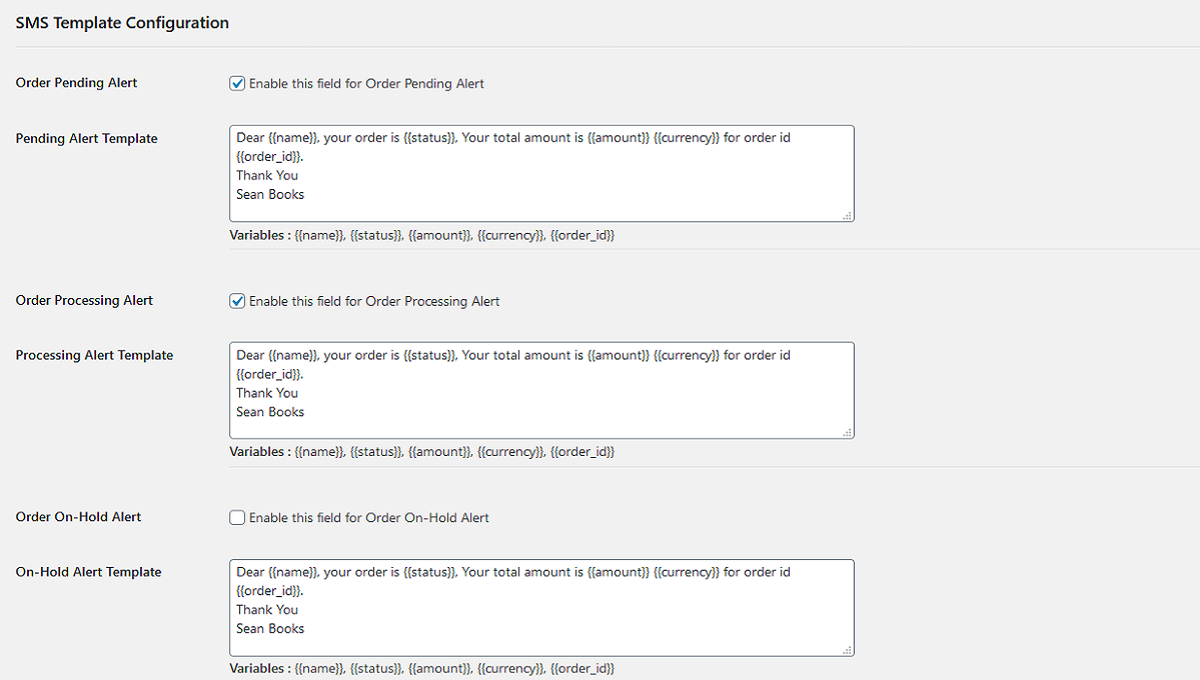 SMS Template Configuration
Order Pending Alert
Enable this field for Order Pending Alert
Pending Alert Template
Dear {{name}}, your order is {{status}}, Your total amount is {{amount}} {{currency}} for order id
{{order_id}}.
Thank You
Sean Books
Variables : {{name}}, {{status}}, {{amount}}, {{currency}}, {{order_id}}
Order Processing Alert
Enable this field for Order Processing Alert
Processing Alert Template
Dear {{name}}, your order is {{status}}, Your total amount is {{amount}} {{currency}} for order id
{{order_id}}.
Thank You
Sean Books
Variables : {{name}}, {{status}}, {{amount}}, {{currency}}, {{order_id}}
Order On-Hold Alert
Enable this field for Order On-Hold Alert
On-Hold Alert Template
Dear {{name}}, your order is {{status}}, Your total amount is {{amount}} {{currency}} for order id
{{order_id}}.
Thank You
Sean Books
Variables : {{name}}, {{status}}, {{amount}}, {{currency}}, {{order_id}}